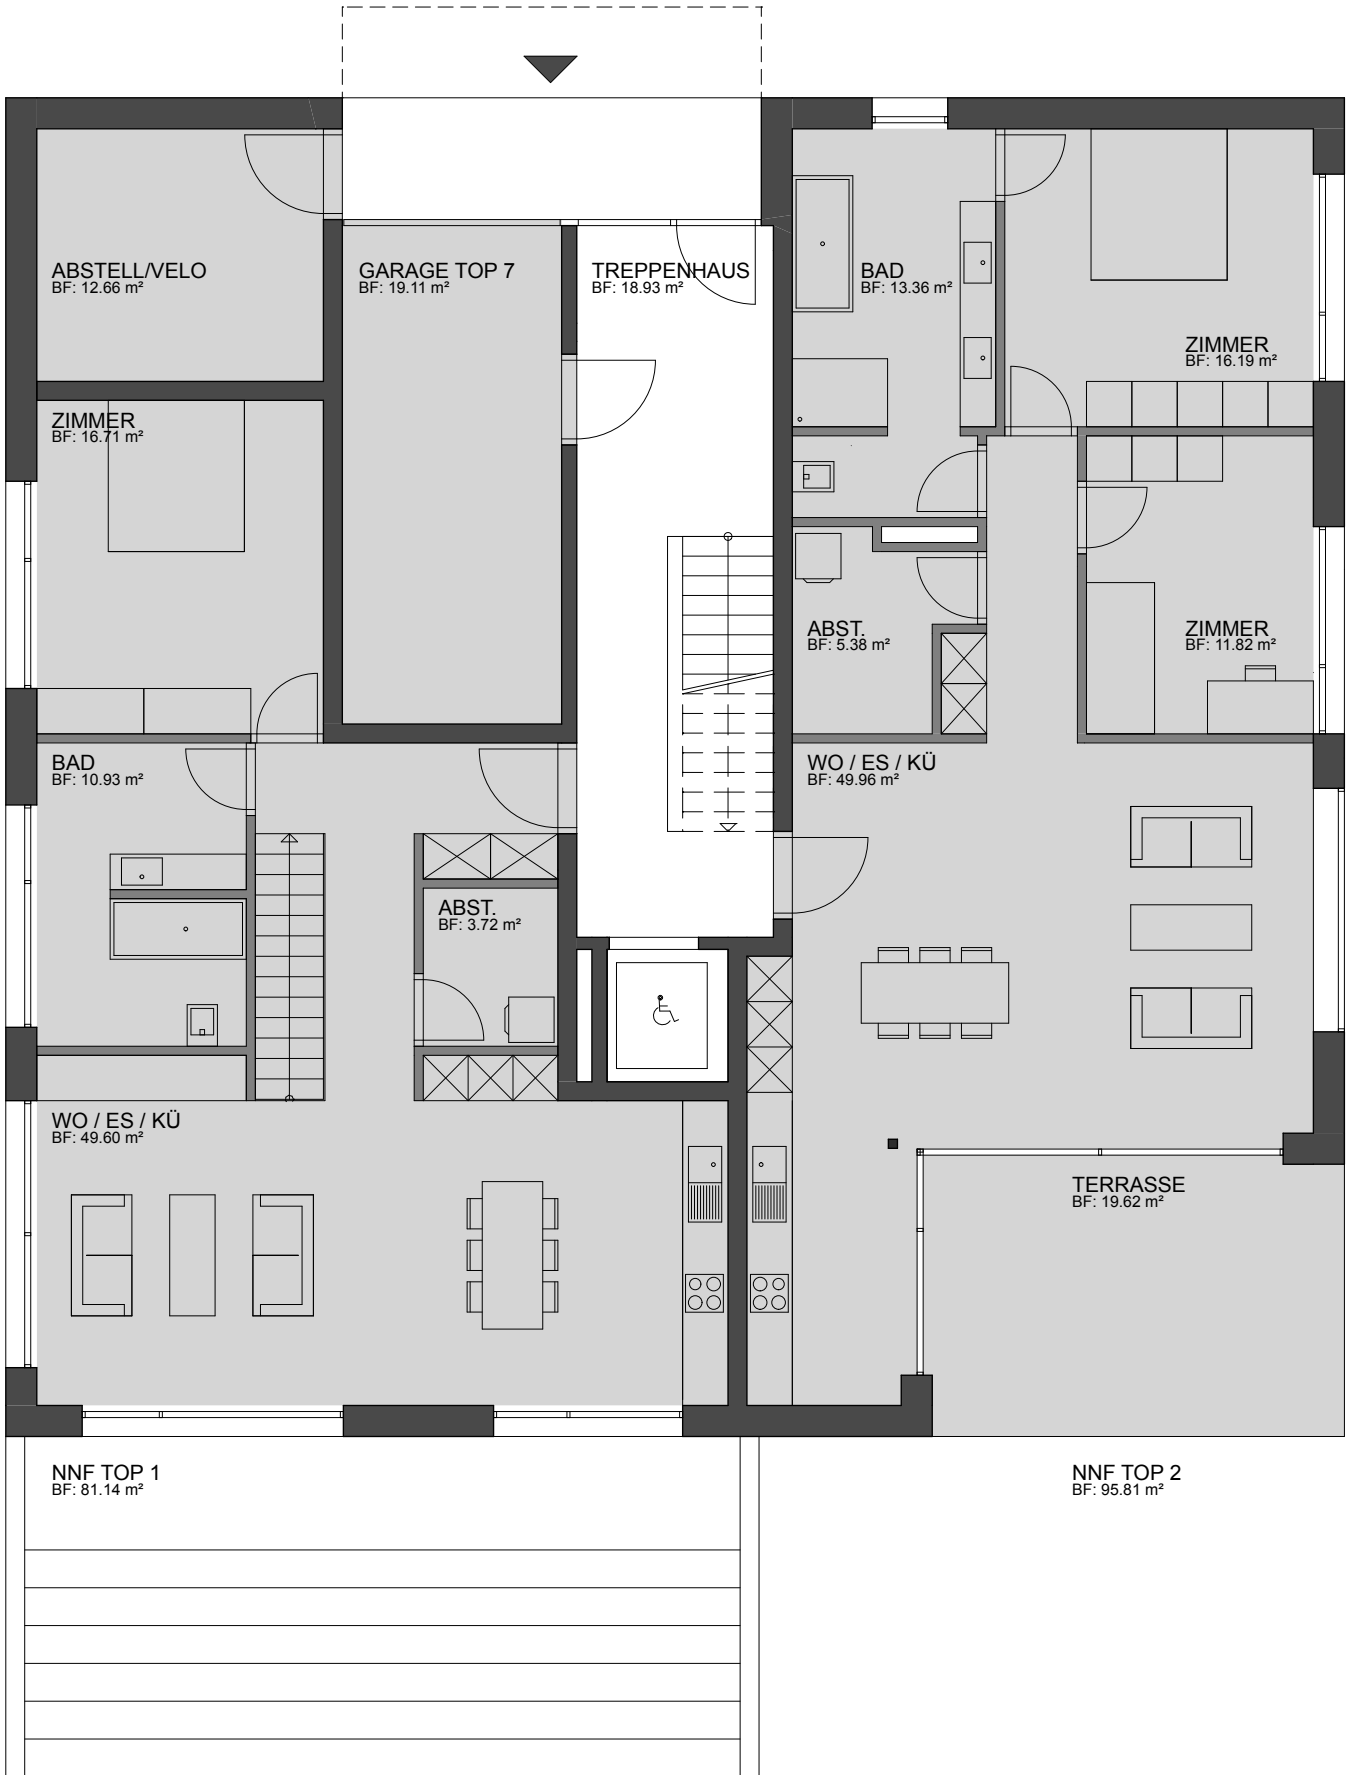 ABSTELL/VELO
BF: 12.66 m²
GARAGE TOP 7
BF: 19.11 m²
TREPPENHAUS
BF: 18.93 m²
BAD
BF: 13.36 m²
ZIMMER
BF: 16.19 m²
ZIMMER
BF: 16.71 m²
ABST.
BF: 5.38 m²
ZIMMER
BF: 11.82 m²
BAD
BF: 10.93 m²
WO / ES / KÜ
BF: 49.96 m²
ABST.
BF: 3.72 m²
WO / ES / KÜ
BF: 49.60 m²
TERRASSE
BF: 19.62 m²
NNF TOP 1
BF: 81.14 m²
NNF TOP 2
BF: 95.81 m²